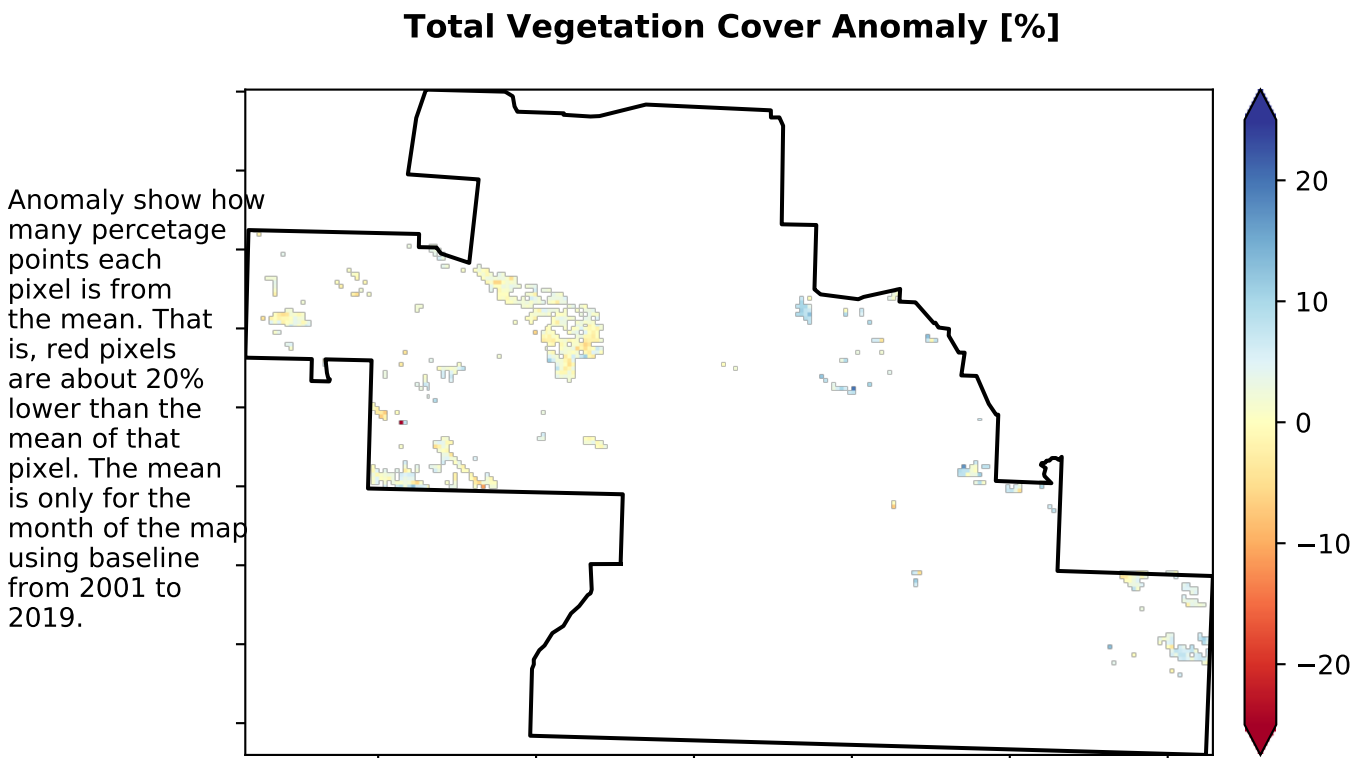 Total Vegetation Cover Anomaly [%]
Anomaly show how
many percetage
points each
pixel is from
the mean. That
is, red pixels
are about 20%
lower than the
mean of that
pixel. The mean
is only for the
month of the map
using baseline
from 2001 to
2019.
20
10
0
−10
−20